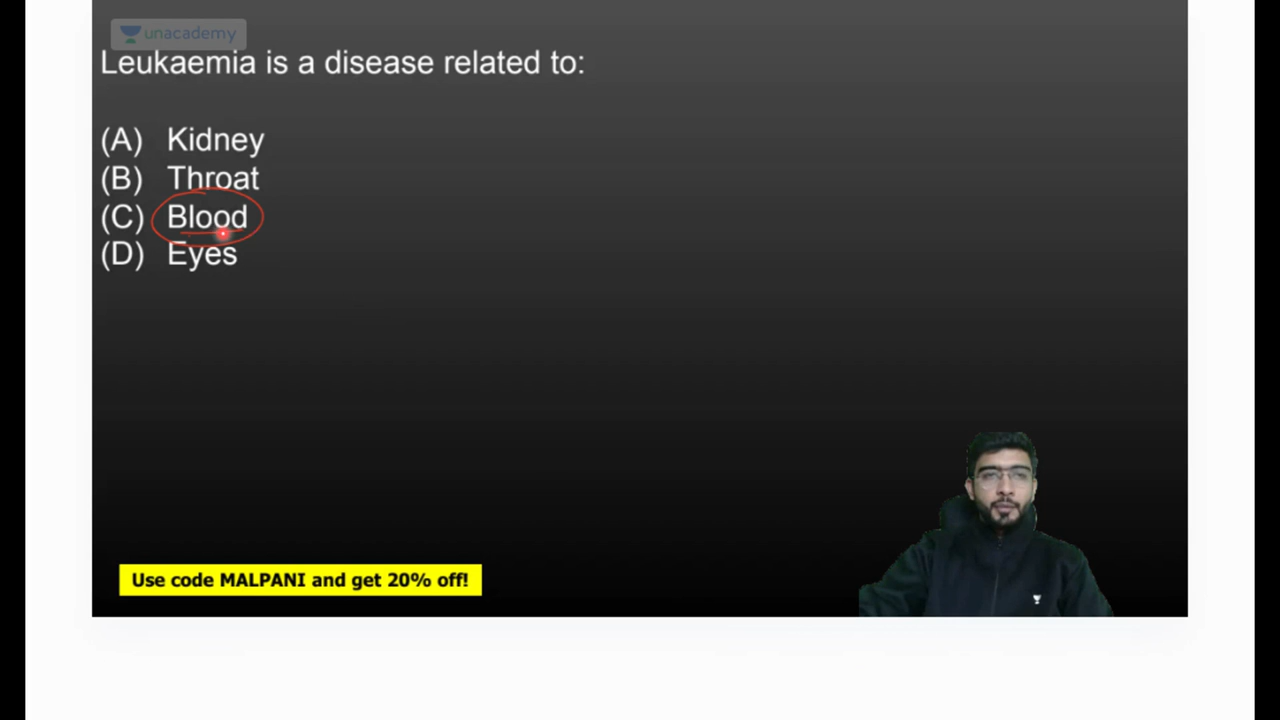 unacademy
Leukaemia is a disease related to:
(A) Kidney
(B) Throat
(C) Blood
(D) Eyes
Use code MALPANI and get 20% off!